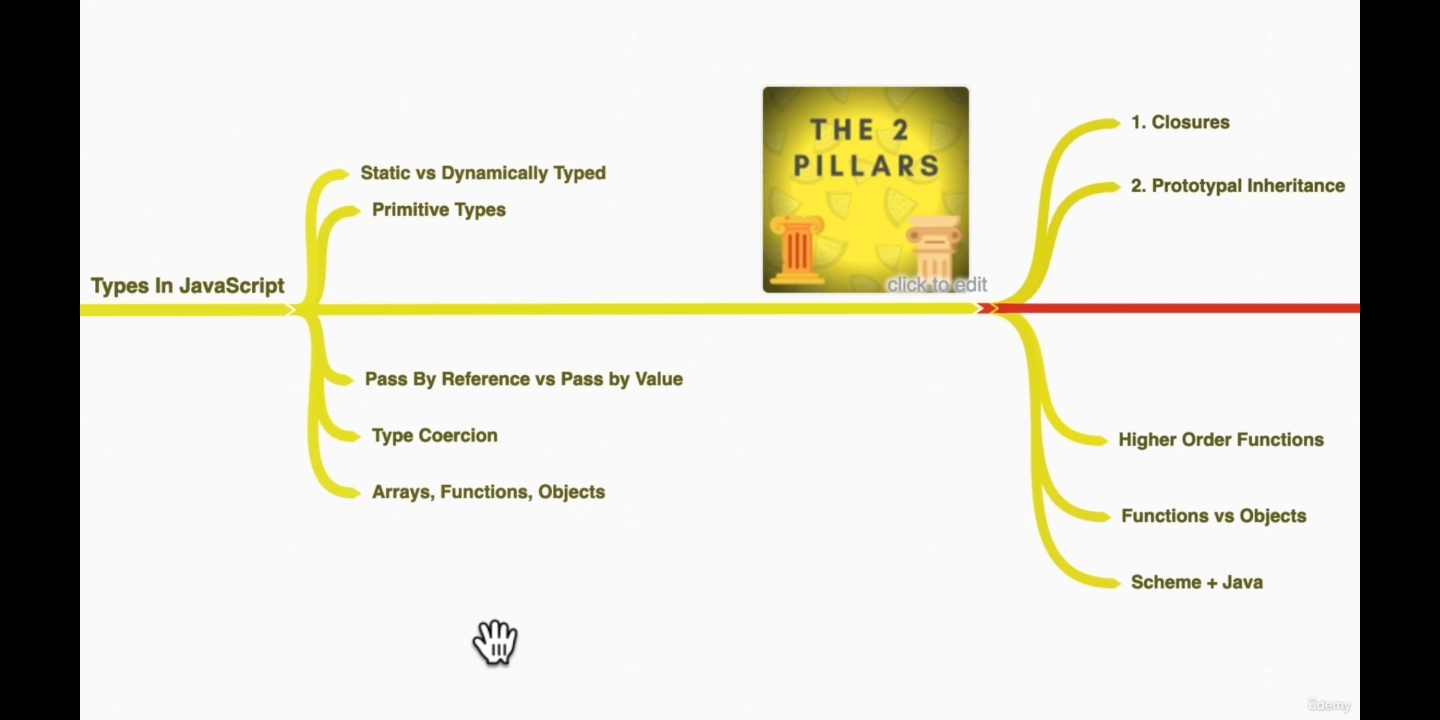 Types In JavaScript
Static vs Dynamically Typed
Primitive Types
Pass By Reference vs Pass by Value
Type Coercion
Arrays, Functions, Objects
THE 2
PILLARS
click to edit
1. Closures
2. Prototypal Inheritance
Higher Order Functions
Functions vs Objects
Scheme + Java
ûdemy